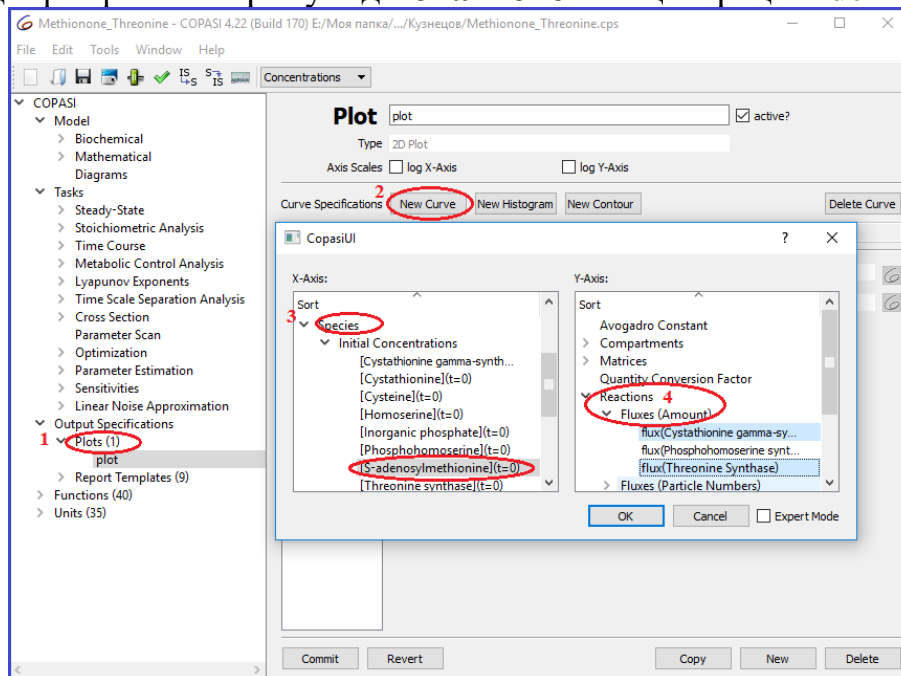 Methionone_Threonine - COPASI 4.22 (Build 170) E:/Моя папка/.../Кузнецов/Methionone_Threonine.cps
File Edit Tools Window Help
Concentrations
COPASI
Model
Biochemical
Mathematical
Diagrams
Tasks
Steady-State
Stoichiometric Analysis
Time Course
Metabolic Control Analysis
Lyapunov Exponents
Time Scale Separation Analysis
Cross Section
Parameter Scan
Optimization
Parameter Estimation
Sensitivities
Linear Noise Approximation
Output Specifications
1 Plots (1)
plot
Report Templates (9)
Functions (40)
Units (35)
Plot plot active?
Type 2D Plot
Axis Scales log X-Axis log Y-Axis
2
Curve Specifications New Curve New Histogram New Contour Delete Curve
CopasiUI ? ×
X-Axis:
Sort
3 Species
Initial Concentrations
[Cystathionine gamma-synth...
[Cystathionine](t=0)
[Cysteine](t=0)
[Homoserine](t=0)
[Inorganic phosphate](t=0)
[Phosphohomoserine](t=0)
[S-adenosylmethionine](t=0)
[Threonine synthase](t=0)
Y-Axis:
Sort
Avogadro Constant
Compartments
Matrices
Quantity Conversion Factor
Reactions 4
Fluxes (Amount)
flux(Cystathionine gamma-sy...
flux(Phosphohomoserine synt...
flux(Threonine Synthase)
Fluxes (Particle Numbers)
OK Cancel Expert Mode
Commit Revert Copy New Delete